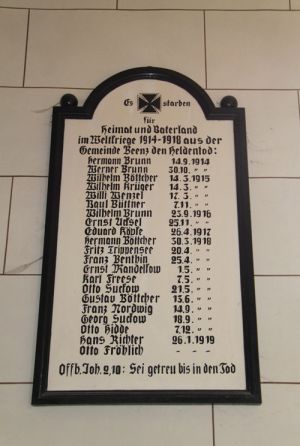 Es starben
für
Heimat und Vaterland
im Weltkriege 1914-1918 aus der
Gemeinde Beenz den Heldentod:
Hermann Brunn 14.9.1914
Werner Brunn 30.10. " "
Wilhelm Böttcher 14.3.1915
Wilhelm Krüger 14.3. " "
Willi Wenzel 17.3. " "
Paul Büttner 7.11. " "
Wilhelm Brunn 23.9.1916
Ernst Ucksel 25.11. " "
Eduard Köpke 26.4.1917
Hermann Böttcher 30.3.1918
Fritz Trippensee 20.4. " "
Franz Benthin 25.4. " "
Ernst Mandelkow 1.5. " "
Karl Freese 7.5. " "
Otto Suckow 21.5. " "
Gustav Böttcher 13.6. " "
Franz Nordwig 14.9. " "
Georg Suckow 18.9. " "
Otto Hidde 7.12. " "
Hans Richter 26.1.1919
Otto Fröhlich - - -
Offb. Joh. 2,10: Sei getreu bis in den Tod